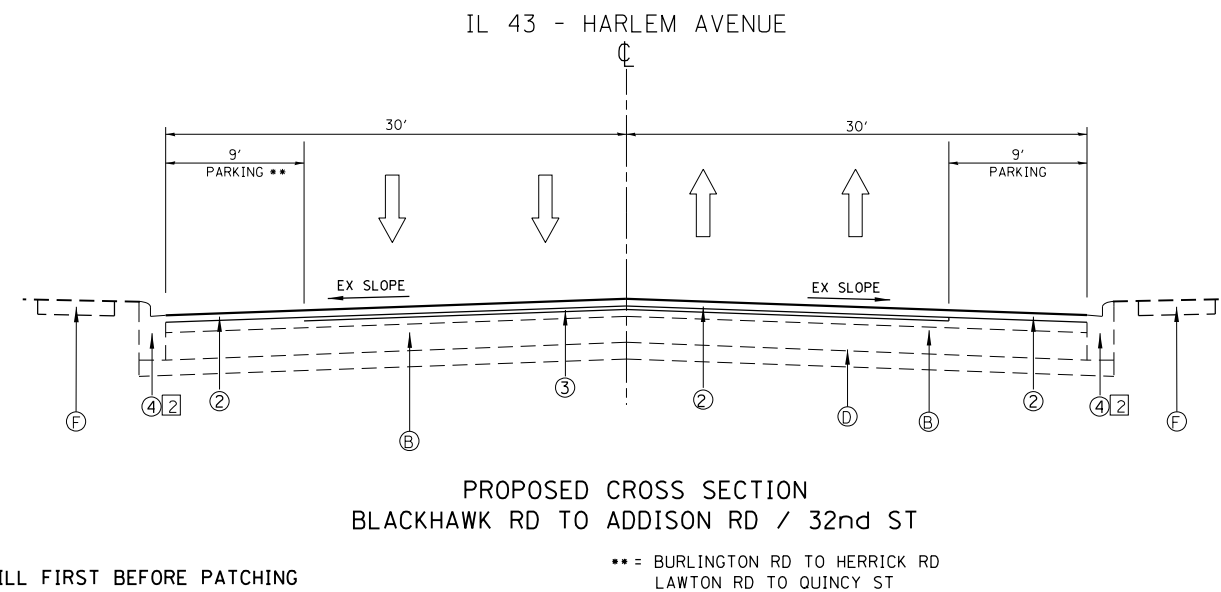 IL 43 - HARLEM AVENUE
℄
30' 30'
9' 9'
PARKING ** PARKING
EX SLOPE EX SLOPE
F 4 2 2 B 3 2 D B 2 4 2 F
PROPOSED CROSS SECTION
BLACKHAWK RD TO ADDISON RD / 32nd ST
** = BURLINGTON RD TO HERRICK RD
LAWTON RD TO QUINCY ST
FIRST BEFORE PATCHING